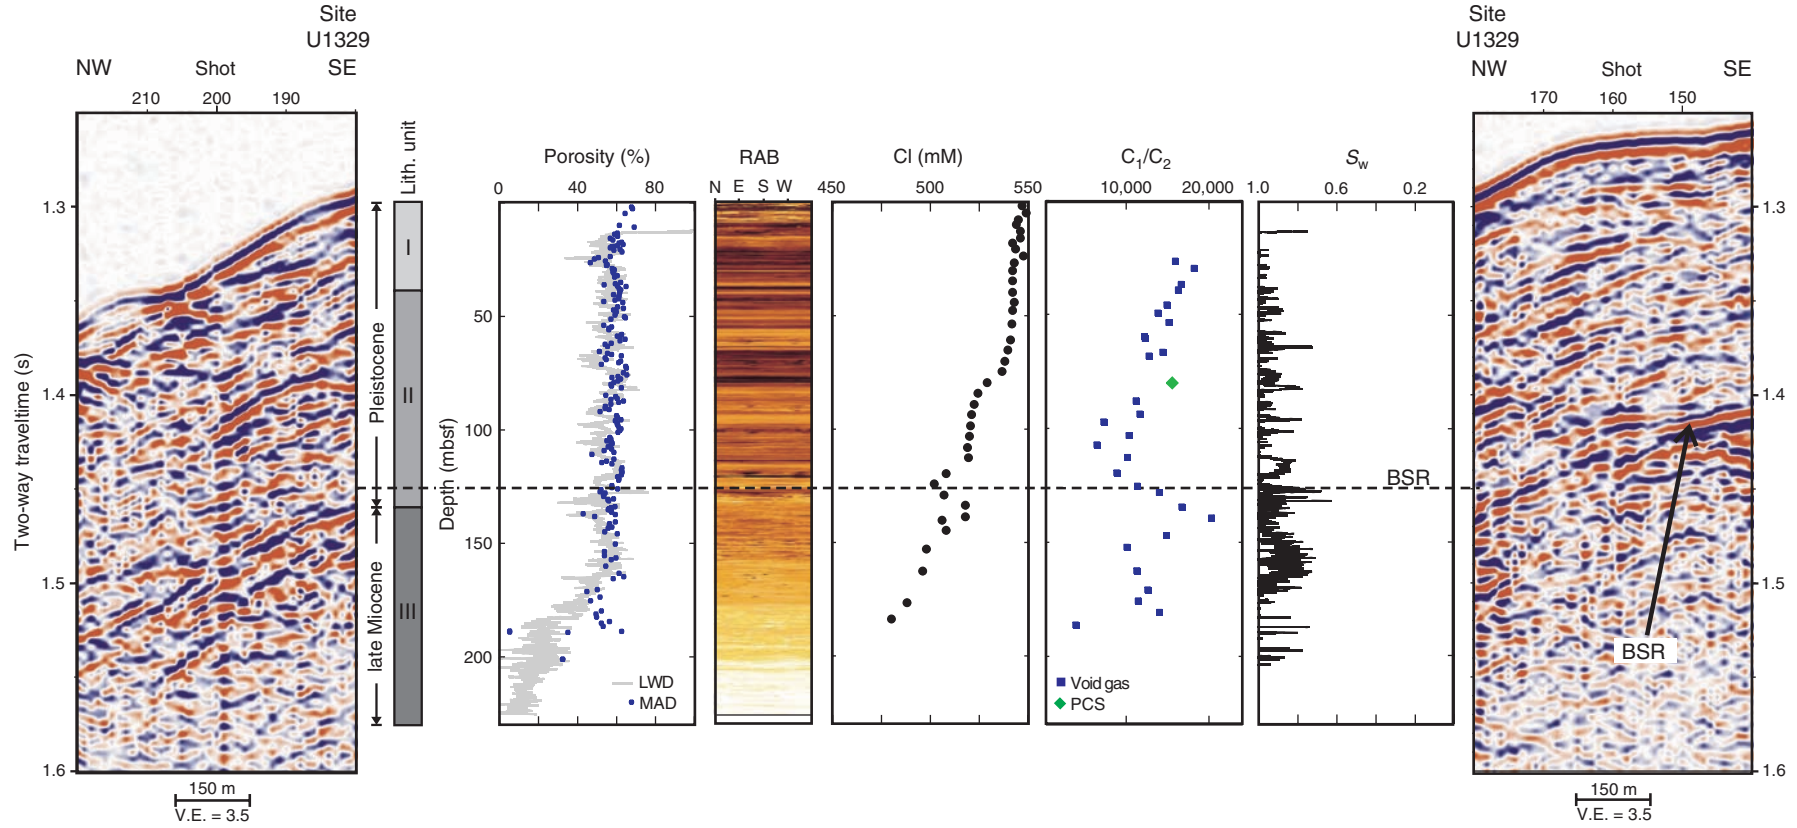 Site
U1329
NW Shot SE
210 200 190
Two-way traveltime (s)
1.3
1.4
1.5
1.6
150 m
V.E. = 3.5
Pleistocene
late Miocene
Lith. unit
I
II
III
Depth (mbsf)
50
100
150
200
Porosity (%)
0 40 80
LWD
MAD
RAB
N E S W
Cl (mM)
450 500 550
C1/C2
10,000 20,000
Void gas
PCS
Sw
1.0 0.6 0.2
BSR
Site
U1329
NW Shot SE
170 160 150
1.3
1.4
1.5
1.6
BSR
150 m
V.E. = 3.5